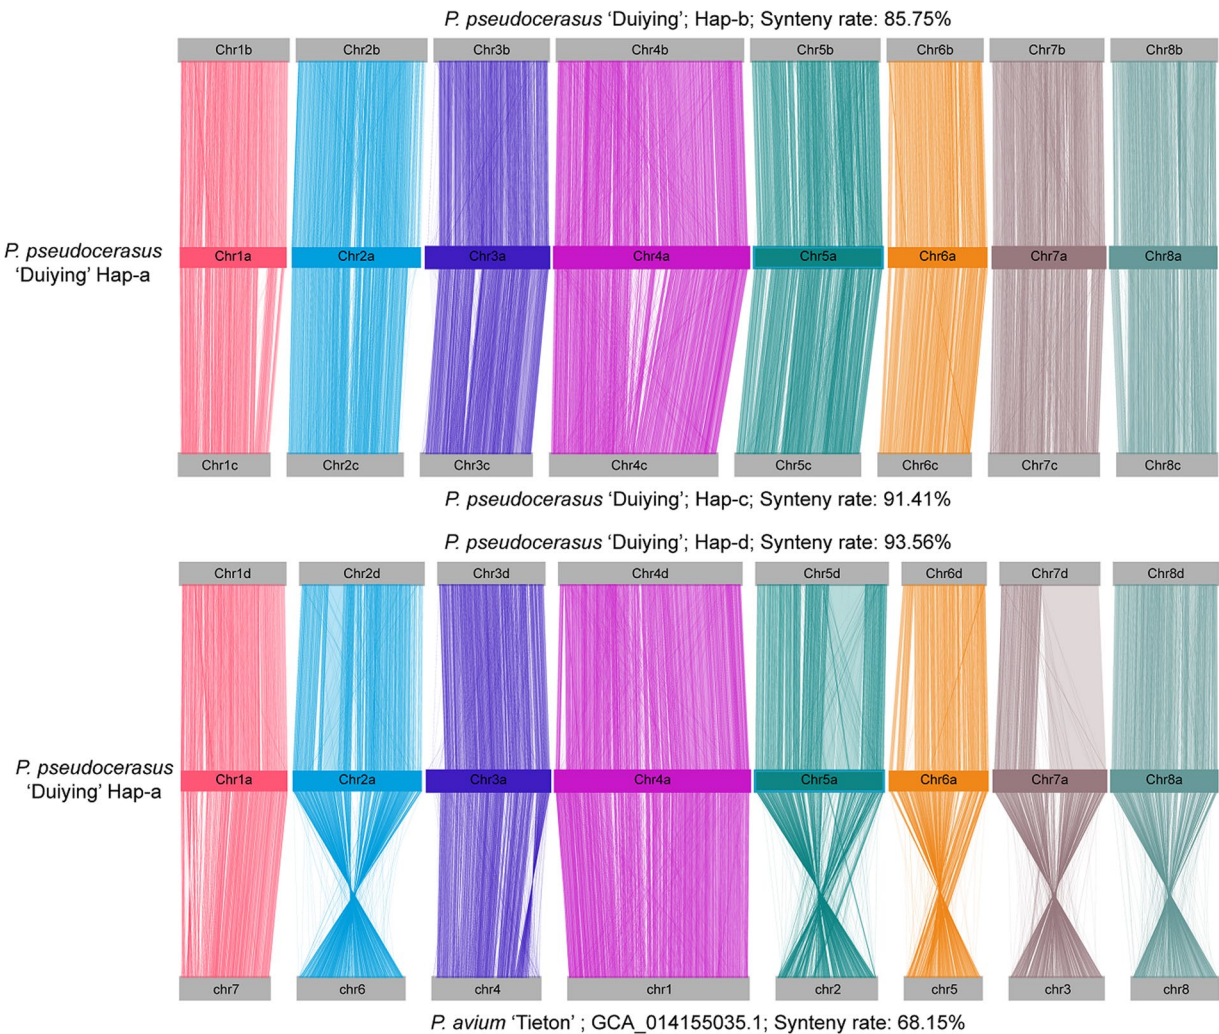 P. pseudocerasus ‘Duiying’; Hap-b; Synteny rate: 85.75%
Chr1b Chr2b Chr3b Chr4b Chr5b Chr6b Chr7b Chr8b
P. pseudocerasus
‘Duiying’ Hap-a
Chr1a Chr2a Chr3a Chr4a Chr5a Chr6a Chr7a Chr8a
Chr1c Chr2c Chr3c Chr4c Chr5c Chr6c Chr7c Chr8c
P. pseudocerasus ‘Duiying’; Hap-c; Synteny rate: 91.41%
P. pseudocerasus ‘Duiying’; Hap-d; Synteny rate: 93.56%
Chr1d Chr2d Chr3d Chr4d Chr5d Chr6d Chr7d Chr8d
P. pseudocerasus
‘Duiying’ Hap-a
Chr1a Chr2a Chr3a Chr4a Chr5a Chr6a Chr7a Chr8a
chr7 chr6 chr4 chr1 chr2 chr5 chr3 chr8
P. avium ‘Tieton’ ; GCA_014155035.1; Synteny rate: 68.15%